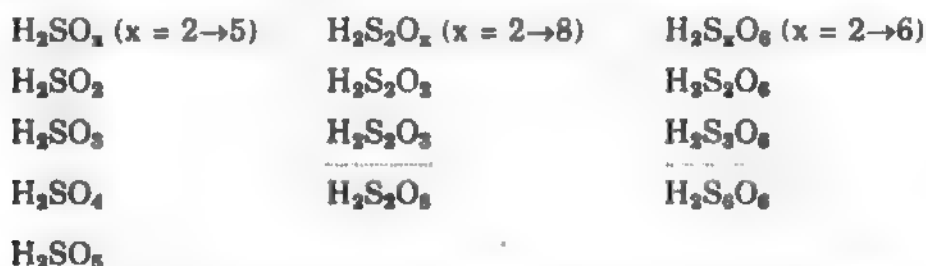 H₂SOₓ (x = 2→5) H₂S₂Oₓ (x = 2→8) H₂SₓO₆ (x = 2→6)
H₂SO₂ H₂S₂O₂ H₂S₂O₆
H₂SO₃ H₂S₂O₃ H₂S₃O₆
H₂SO₄ H₂S₂O₈ H₂S₆O₆
H₂SO₅